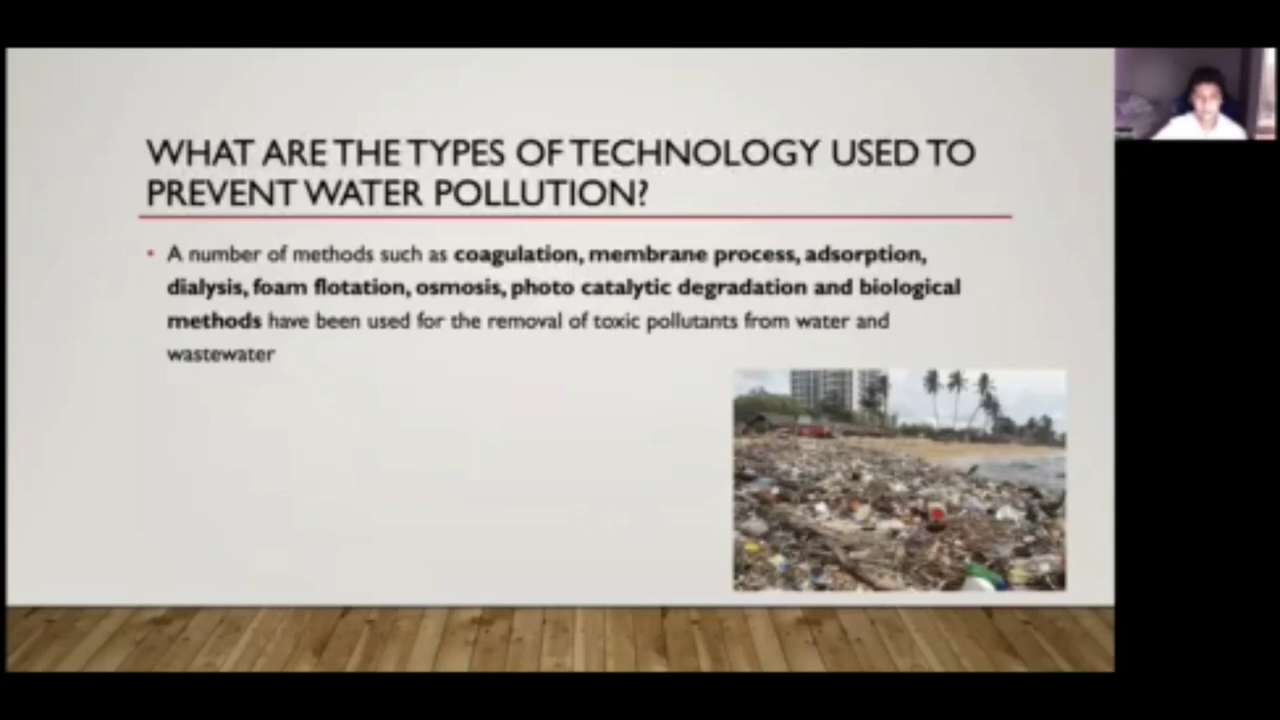 WHAT ARE THE TYPES OF TECHNOLOGY USED TO
PREVENT WATER POLLUTION?
• A number of methods such as coagulation, membrane process, adsorption,
dialysis, foam flotation, osmosis, photo catalytic degradation and biological
methods have been used for the removal of toxic pollutants from water and
wastewater